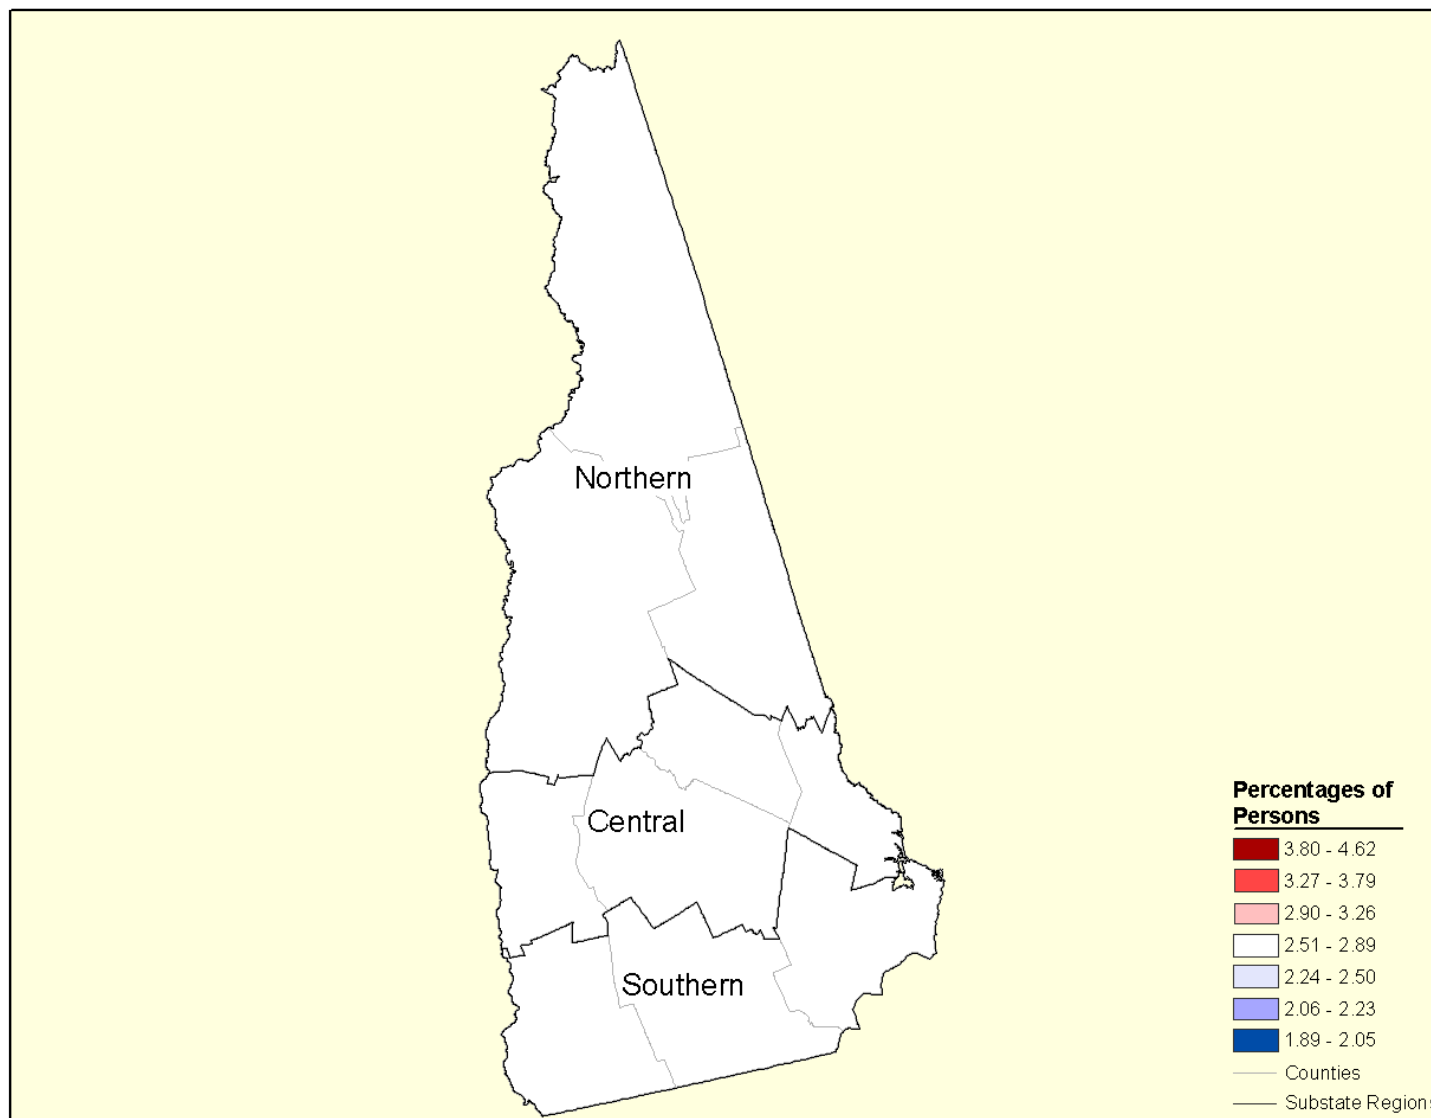 Northern
Central
Southern
Percentages of
Persons
3.80 - 4.62
3.27 - 3.79
2.90 - 3.26
2.51 - 2.89
2.24 - 2.50
2.06 - 2.23
1.89 - 2.05
Counties
Substate Regions